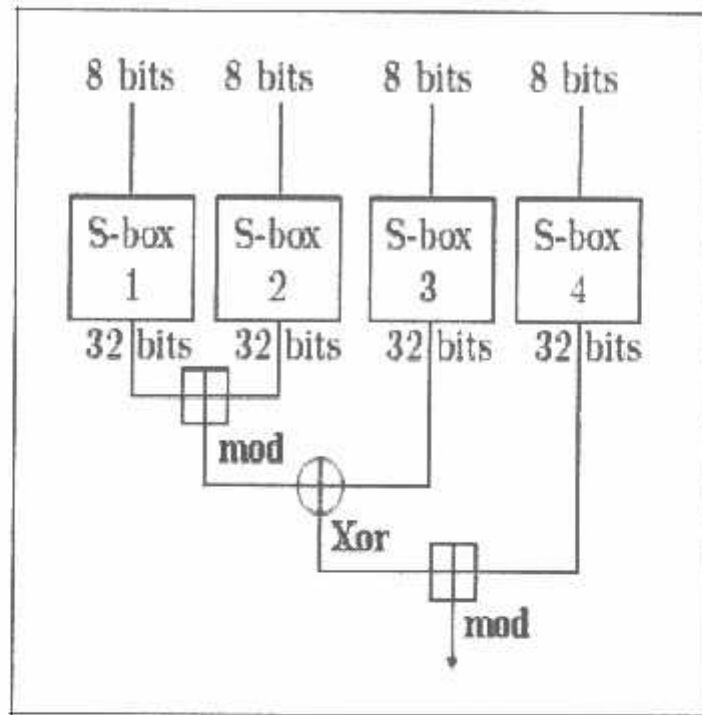 8 bits 8 bits 8 bits 8 bits
S-box S-box S-box S-box
1 2 3 4
32 bits 32 bits 32 bits 32 bits
mod
Xor
mod